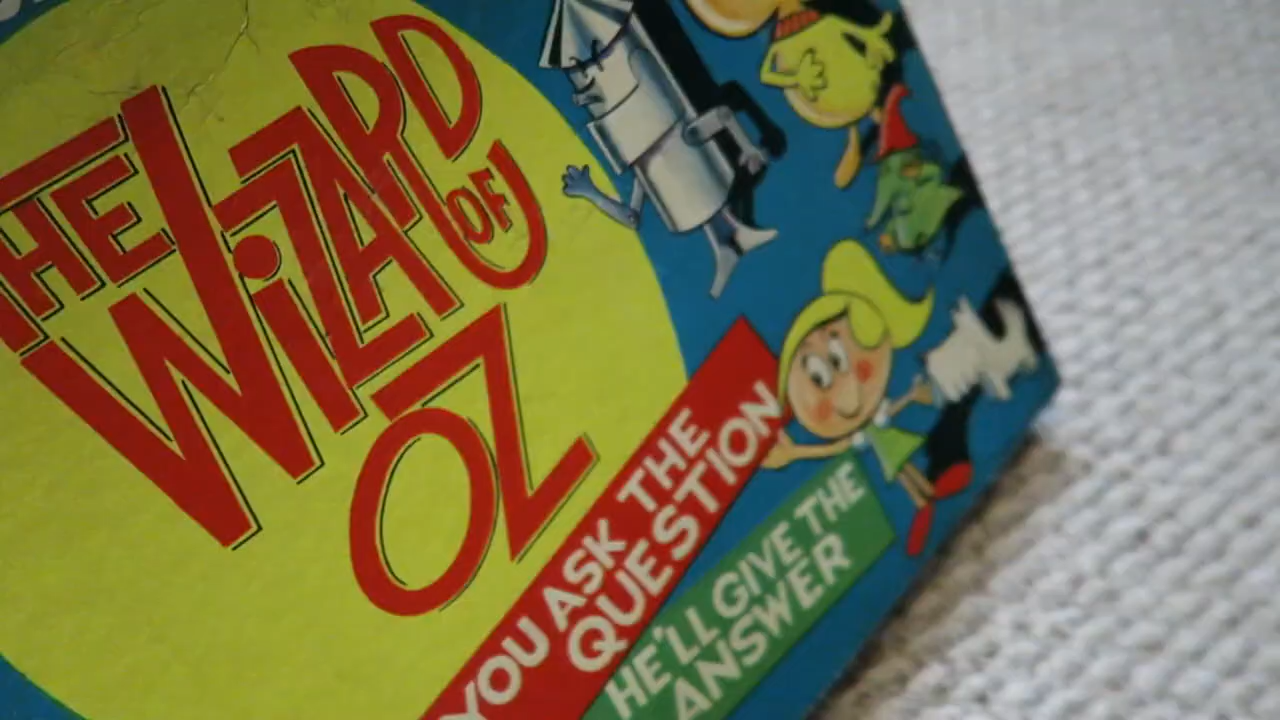 THE
WIZARD
OF
OZ
YOU ASK THE
QUESTION
HE'LL GIVE THE
ANSWER